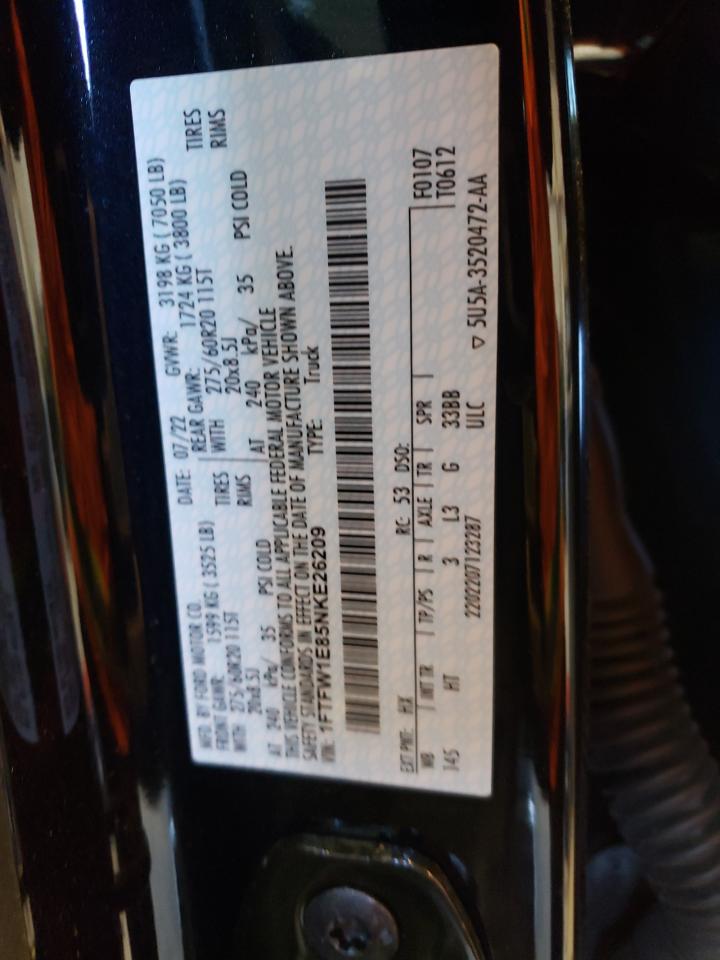 MFD. BY FORD MOTOR CO.
DATE: 07/22 GVWR: 3198 KG ( 7050 LB)
FRONT GAWR: 1599 KG ( 3525 LB) REAR GAWR: 1724 KG ( 3800 LB)
WITH 275/60R20 115T TIRES WITH 275/60R20 115T TIRES
20x8.5J RIMS 20x8.5J RIMS
AT 240 kPa/ 35 PSI COLD AT 240 kPa/ 35 PSI COLD
THIS VEHICLE CONFORMS TO ALL APPLICABLE FEDERAL MOTOR VEHICLE
SAFETY STANDARDS IN EFFECT ON THE DATE OF MANUFACTURE SHOWN ABOVE.
VIN: 1FTFW1E85NKE26209 TYPE: Truck
EXT PNT: HX RC: 53 DSO: F0107
WB INT TR TP/PS R AXLE TR SPR T0612
145 HT 3 L3 G 33BB
2202207123287 ULC ▽ 5U5A-3520472-AA